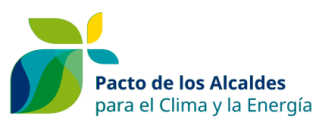 Pacto de los Alcaldes
para el Clima y la Energía